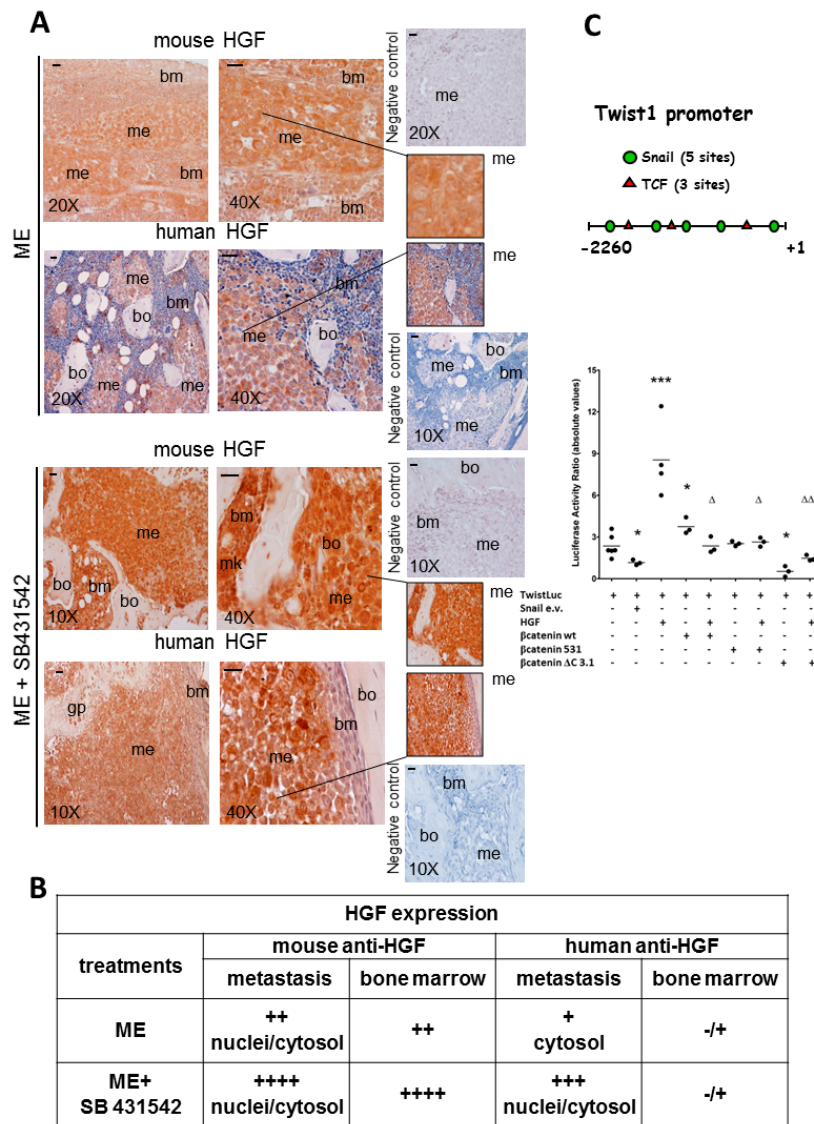 A
mouse HGF
bm
me
me
bm
20X
me
bm
40X
Negative control
me
20X
me
human HGF
me
bm
bo
bo
me
20X
bm
me
bo
40X
me
Negative control
bo
me
bm
me
10X
ME
mouse HGF
me
bo
bm
bo
10X
bm
bo
mk
me
40X
Negative control
bo
bm
me
10X
me
human HGF
gp
bm
me
10X
bo
bm
me
40X
me
Negative control
bm
bo
me
10X
ME + SB431542
C
Twist1 promoter
Snail (5 sites)
TCF (3 sites)
-2260 +1
Luciferase Activity Ratio (absolute values)
15
12
9
6
3
0
* *** * Δ Δ * ΔΔ
TwistLuc + + + + + + + + +
Snail e.v. - + - - - - - - -
HGF - - + - + - + - +
βcatenin wt - - - + + - - - -
βcatenin 531 - - - - - + + - -
βcatenin ΔC 3.1 - - - - - - - + +
B
HGF expression
treatments mouse anti-HGF human anti-HGF
metastasis bone marrow metastasis bone marrow
ME ++ nuclei/cytosol ++ + cytosol -/+
ME+ SB 431542 ++++ nuclei/cytosol ++++ +++ nuclei/cytosol -/+